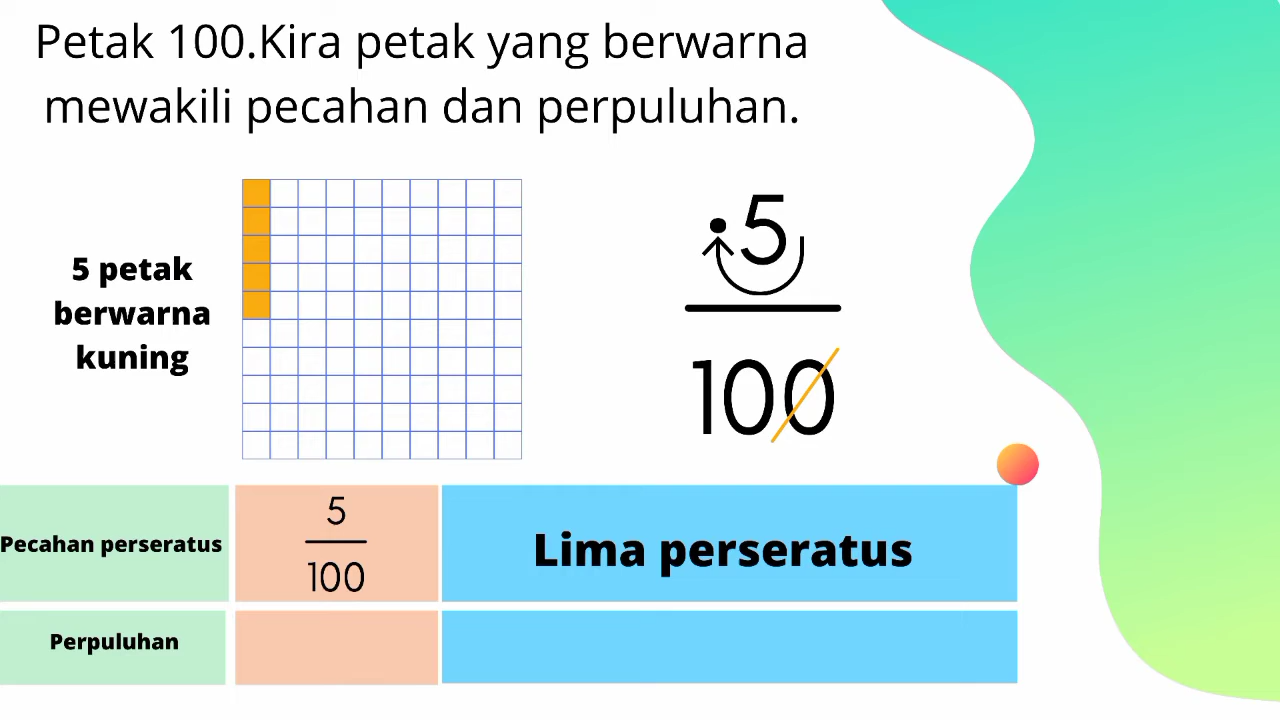 Petak 100.Kira petak yang berwarna
mewakili pecahan dan perpuluhan.
5 petak
berwarna
kuning
.5
100
Pecahan perseratus
5
100
Lima perseratus
Perpuluhan